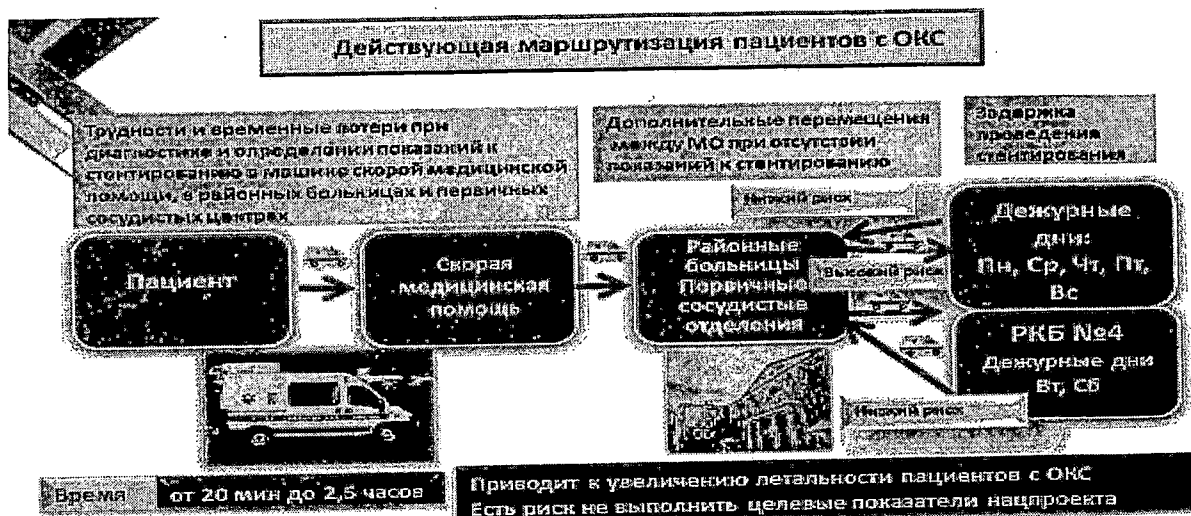 Действующая маршрутизация пациентов с ОКС
Трудности и временные потери при
диагностике и определении показаний к
стентированию в машине скорой медицинской
помощи, в районных больницах и первичных
сосудистых центрах
Дополнительные перемещения
между МО при отсутствии
показаний к стентированию
Задержка
проведения
стентирования
Низкий риск
Пациент
Скорая
медицинская
помощь
Районные
больницы
Первичные
сосудистые
отделения
Высокий риск
Дежурные
дни:
Пн, Ср, Чт, Пт,
Вс
РКБ №4
Дежурные дни
Вт, Сб
Низкий риск
Время
от 20 мин до 2,5 часов
Приводит к увеличению летальности пациентов с ОКС
Есть риск не выполнить целевые показатели нацпроекта